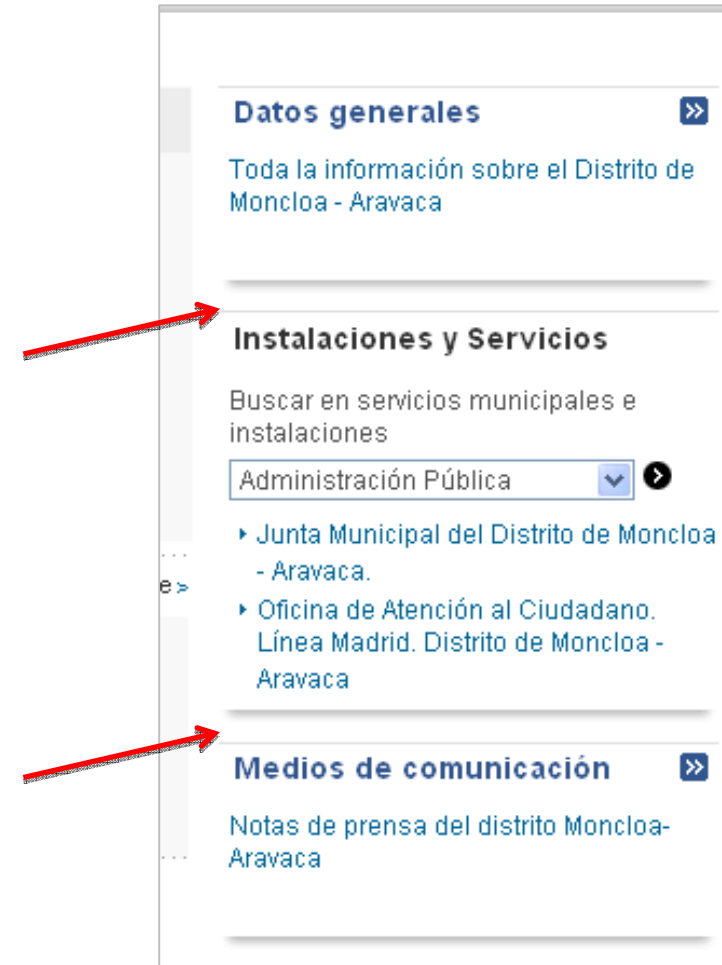 Datos generales
Toda la información sobre el Distrito de
Moncloa - Aravaca
Instalaciones y Servicios
Buscar en servicios municipales e
instalaciones
Administración Pública
Junta Municipal del Distrito de Moncloa
- Aravaca.
e >
Oficina de Atención al Ciudadano.
Línea Madrid. Distrito de Moncloa -
Aravaca
Medios de comunicación
Notas de prensa del distrito Moncloa-
Aravaca